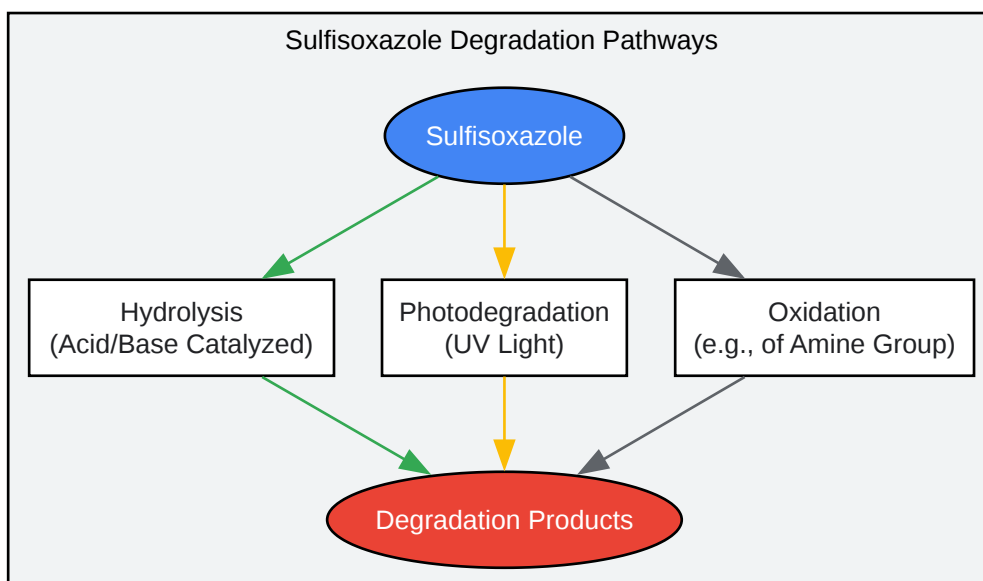 Sulfisoxazole Degradation Pathways
Sulfisoxazole
Hydrolysis
(Acid/Base Catalyzed)
Photodegradation
(UV Light)
Oxidation
(e.g., of Amine Group)
Degradation Products